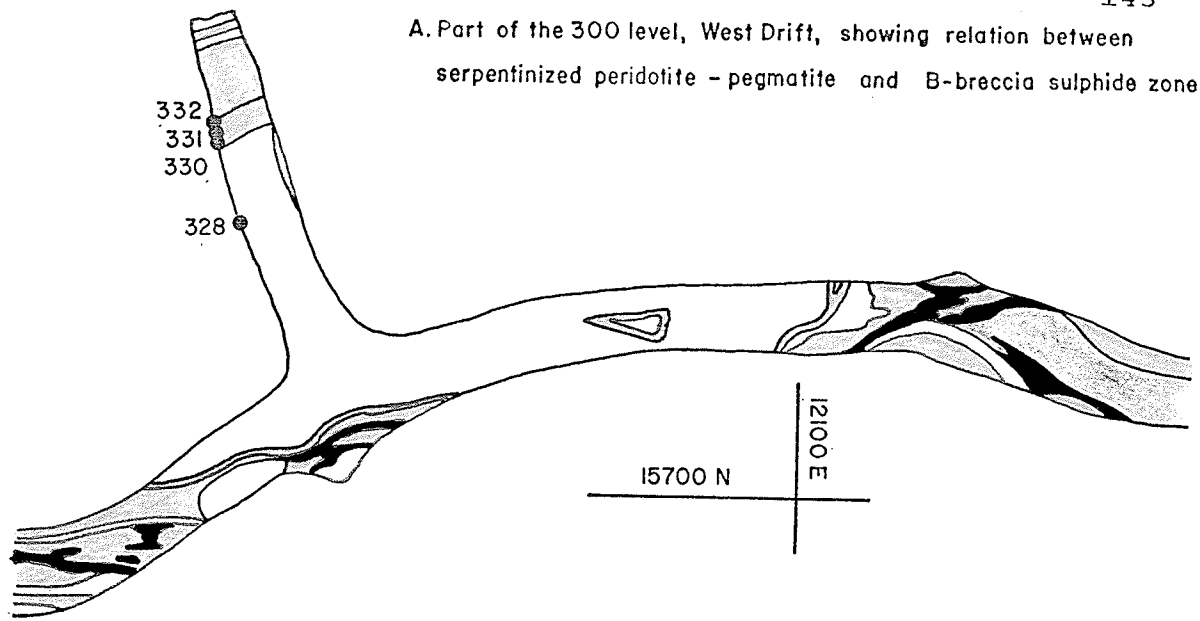 A. Part of the 300 level, West Drift, showing relation between
serpentinized peridotite - pegmatite and B-breccia sulphide zone
332
331
330
328
15700 N
12100 E